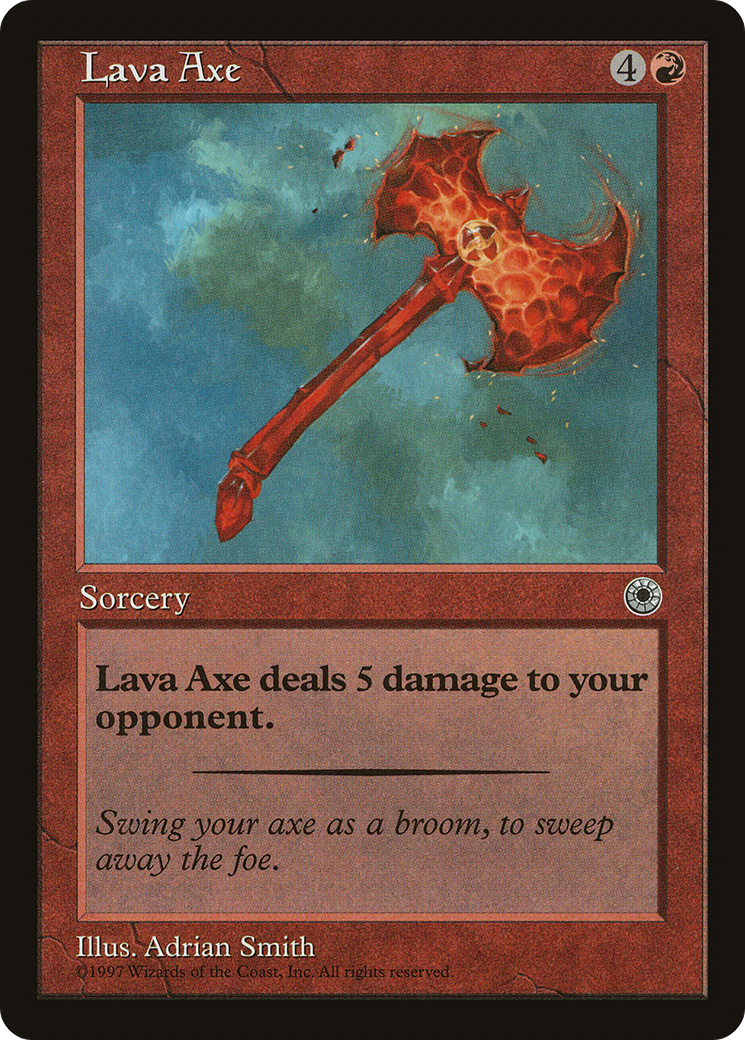 Lava Axe 4
Sorcery
Lava Axe deals 5 damage to your
opponent.
Swing your axe as a broom, to sweep
away the foe.
Illus. Adrian Smith
©1997 Wizards of the Coast, Inc. All rights reserved.